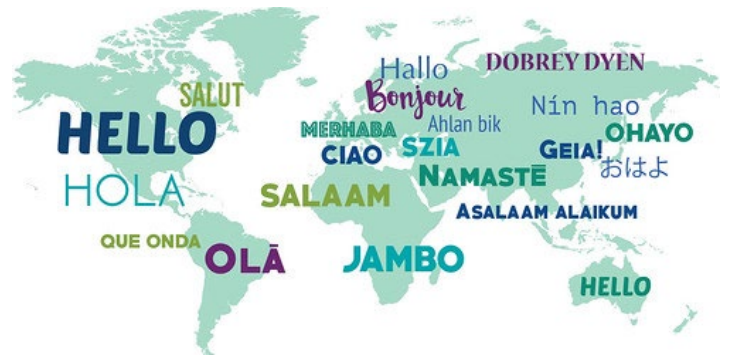 Hallo
DOBREY DYEN
SALUT
Bonjour
Nín hao
HELLO
MERHABA
Ahlan bik
OHAYO
CIAO
SZIA
GEIA!
おはよ
HOLA
NAMASTĒ
SALAAM
ASALAAM ALAIKUM
QUE ONDA
OLĀ
JAMBO
HELLO